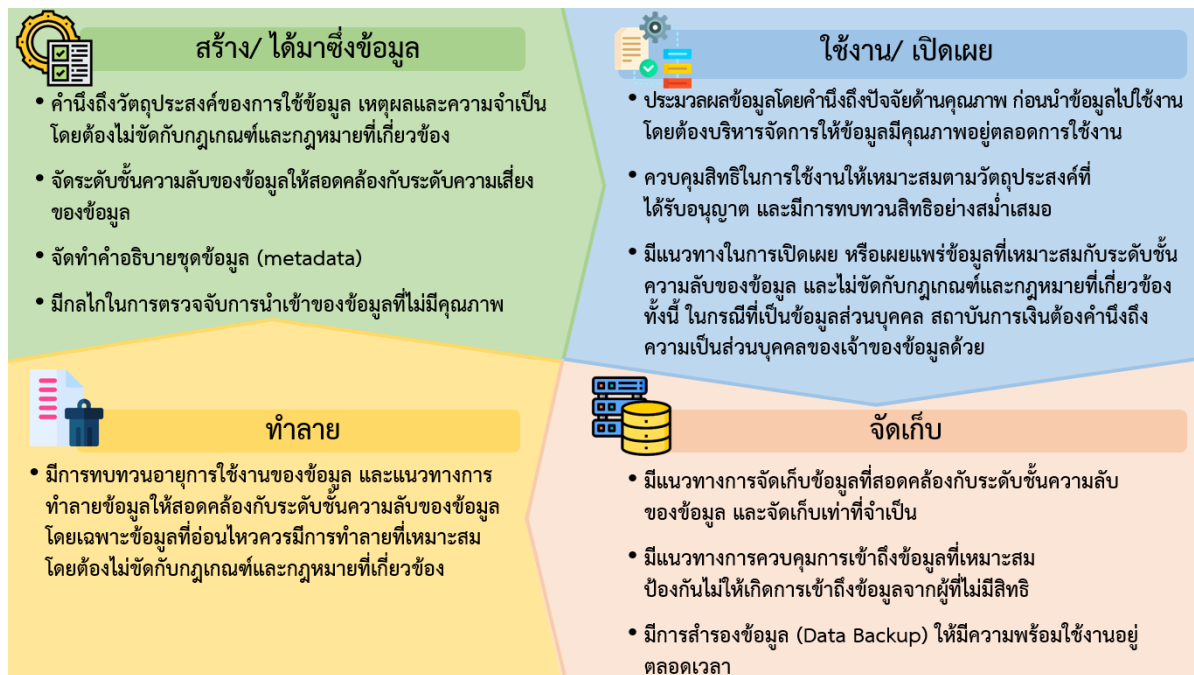 สร้าง/ ได้มาซึ่งข้อมูล
• คำนึงถึงวัตถุประสงค์ของการใช้ข้อมูล เหตุผลและความจำเป็น
โดยต้องไม่ขัดกับกฎเกณฑ์และกฎหมายที่เกี่ยวข้อง
• จัดระดับชั้นความลับของข้อมูลให้สอดคล้องกับระดับความเสี่ยง
ของข้อมูล
• จัดทำคำอธิบายชุดข้อมูล (metadata)
• มีกลไกในการตรวจจับการนำเข้าของข้อมูลที่ไม่มีคุณภาพ
ใช้งาน/ เปิดเผย
• ประมวลผลข้อมูลโดยคำนึงถึงปัจจัยด้านคุณภาพ ก่อนนำข้อมูลไปใช้งาน
โดยต้องบริหารจัดการให้ข้อมูลมีคุณภาพอยู่ตลอดการใช้งาน
• ควบคุมสิทธิในการใช้งานให้เหมาะสมตามวัตถุประสงค์ที่
ได้รับอนุญาต และมีการทบทวนสิทธิอย่างสม่ำเสมอ
• มีแนวทางในการเปิดเผย หรือเผยแพร่ข้อมูลที่เหมาะสมกับระดับชั้น
ความลับของข้อมูล และไม่ขัดกับกฎเกณฑ์และกฎหมายที่เกี่ยวข้อง
ทั้งนี้ ในกรณีที่เป็นข้อมูลส่วนบุคคล สถาบันการเงินต้องคำนึงถึง
ความเป็นส่วนบุคคลของเจ้าของข้อมูลด้วย
ทำลาย
• มีการทบทวนอายุการใช้งานของข้อมูล และแนวทางการ
ทำลายข้อมูลให้สอดคล้องกับระดับชั้นความลับของข้อมูล
โดยเฉพาะข้อมูลที่อ่อนไหวควรมีการทำลายที่เหมาะสม
โดยต้องไม่ขัดกับกฎเกณฑ์และกฎหมายที่เกี่ยวข้อง
จัดเก็บ
• มีแนวทางการจัดเก็บข้อมูลที่สอดคล้องกับระดับชั้นความลับ
ของข้อมูล และจัดเก็บเท่าที่จำเป็น
• มีแนวทางการควบคุมการเข้าถึงข้อมูลที่เหมาะสม
ป้องกันไม่ให้เกิดการเข้าถึงข้อมูลจากผู้ที่ไม่มีสิทธิ
• มีการสำรองข้อมูล (Data Backup) ให้มีความพร้อมใช้งานอยู่
ตลอดเวลา